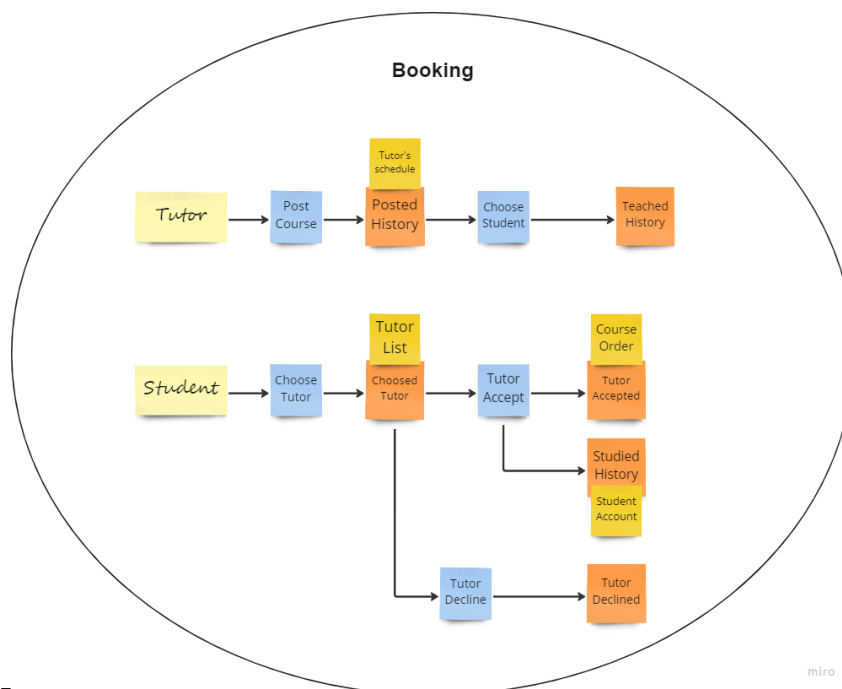 Booking
Tutor's
schedule
Tutor
Post
Course
Posted
History
Choose
Student
Teached
History
Tutor
List
Course
Order
Student
Choose
Tutor
Choosed
Tutor
Tutor
Accept
Tutor
Accepted
Studied
History
Student
Account
Tutor
Decline
Tutor
Declined
miro